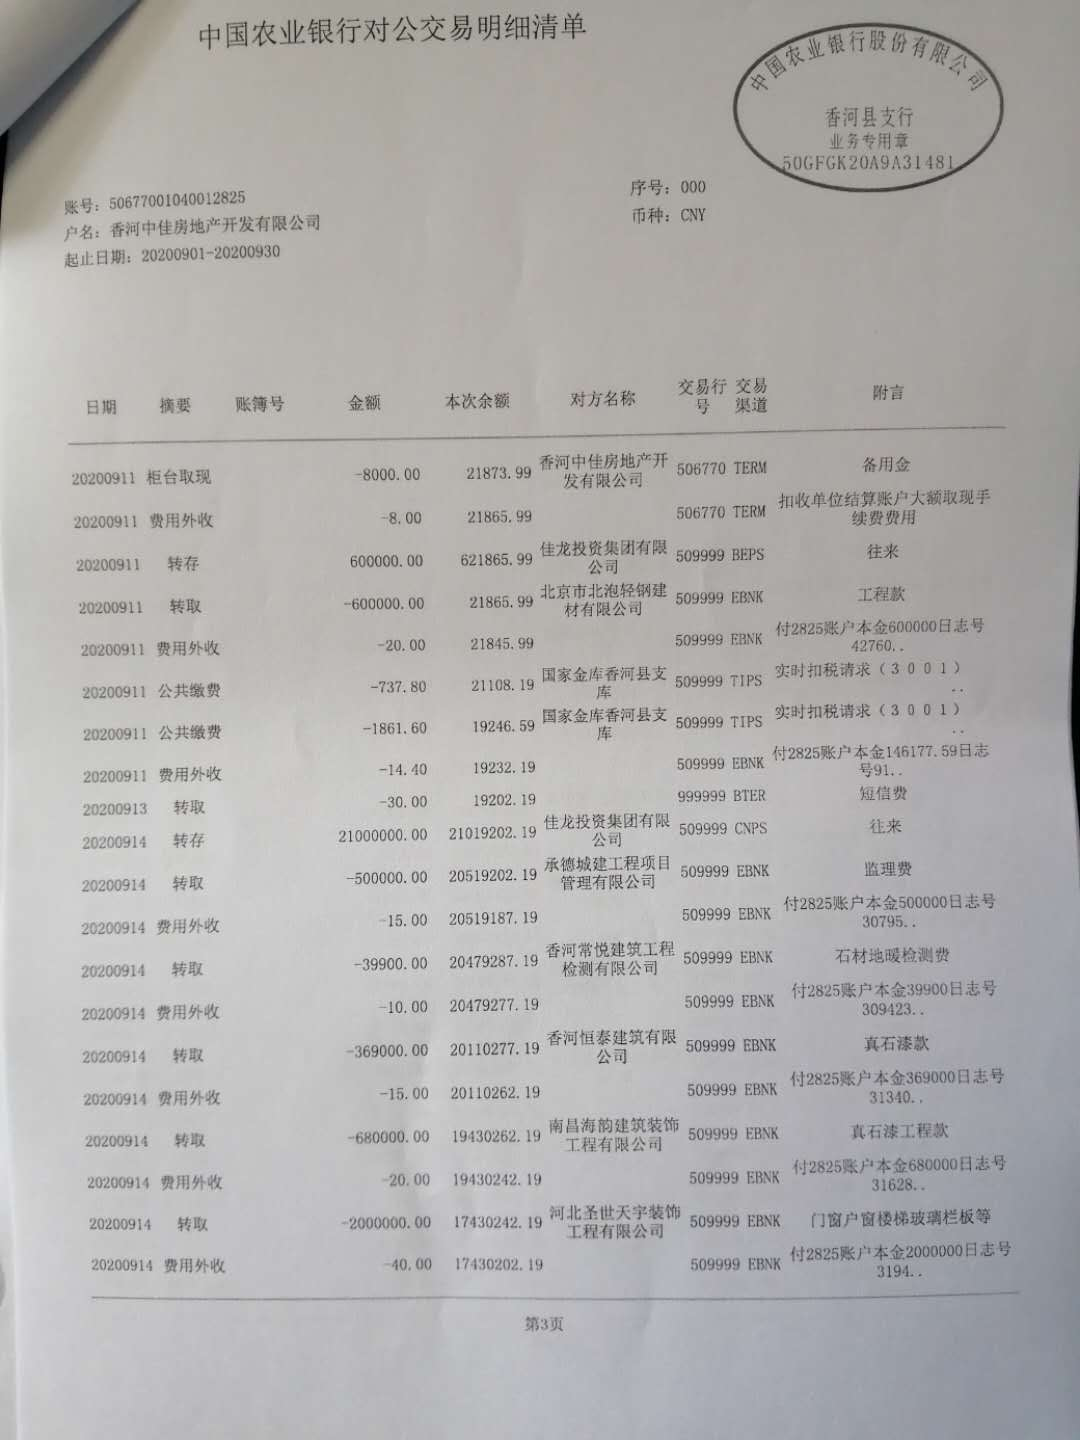 中国农业银行对公交易明细清单
中国农业银行股份有限公司
香河县支行
业务专用章
50GFGK20A9A31481
账号：50677001040012825
序号：000
户名：香河中佳房地产开发有限公司
币种：CNY
起止日期：20200901-20200930
日期 摘要 账簿号 金额 本次余额 对方名称 交易行号 交易渠道 附言
20200911 柜台取现 -8000.00 21873.99 香河中佳房地产开发有限公司 506770 TERM 备用金
20200911 费用外收 -8.00 21865.99 506770 TERM 扣收单位结算账户大额取现手续费费用
20200911 转存 600000.00 621865.99 佳龙投资集团有限公司 509999 BEPS 往来
20200911 转取 -600000.00 21865.99 北京市北泡轻钢建材有限公司 509999 EBNK 工程款
20200911 费用外收 -20.00 21845.99 509999 EBNK 付2825账户本金600000日志号42760..
20200911 公共缴费 -737.80 21108.19 国家金库香河县支库 509999 TIPS 实时扣税请求（3001）..
20200911 公共缴费 -1861.60 19246.59 国家金库香河县支库 509999 TIPS 实时扣税请求（3001）..
20200911 费用外收 -14.40 19232.19 509999 EBNK 付2825账户本金146177.59日志号91..
20200913 转取 -30.00 19202.19 999999 BTER 短信费
20200914 转存 21000000.00 21019202.19 佳龙投资集团有限公司 509999 CNPS 往来
20200914 转取 -500000.00 20519202.19 承德城建工程项目管理有限公司 509999 EBNK 监理费
20200914 费用外收 -15.00 20519187.19 509999 EBNK 付2825账户本金500000日志号30795..
20200914 转取 -39900.00 20479287.19 香河常悦建筑工程检测有限公司 509999 EBNK 石材地暖检测费
20200914 费用外收 -10.00 20479277.19 509999 EBNK 付2825账户本金39900日志号309423..
20200914 转取 -369000.00 20110277.19 香河恒泰建筑有限公司 509999 EBNK 真石漆款
20200914 费用外收 -15.00 20110262.19 509999 EBNK 付2825账户本金369000日志号31340..
20200914 转取 -680000.00 19430262.19 南昌海韵建筑装饰工程有限公司 509999 EBNK 真石漆工程款
20200914 费用外收 -20.00 19430242.19 509999 EBNK 付2825账户本金680000日志号31628..
20200914 转取 -2000000.00 17430242.19 河北圣世天宇装饰工程有限公司 509999 EBNK 门窗户窗楼梯玻璃栏板等
20200914 费用外收 -40.00 17430202.19 509999 EBNK 付2825账户本金2000000日志号3194..
第3页